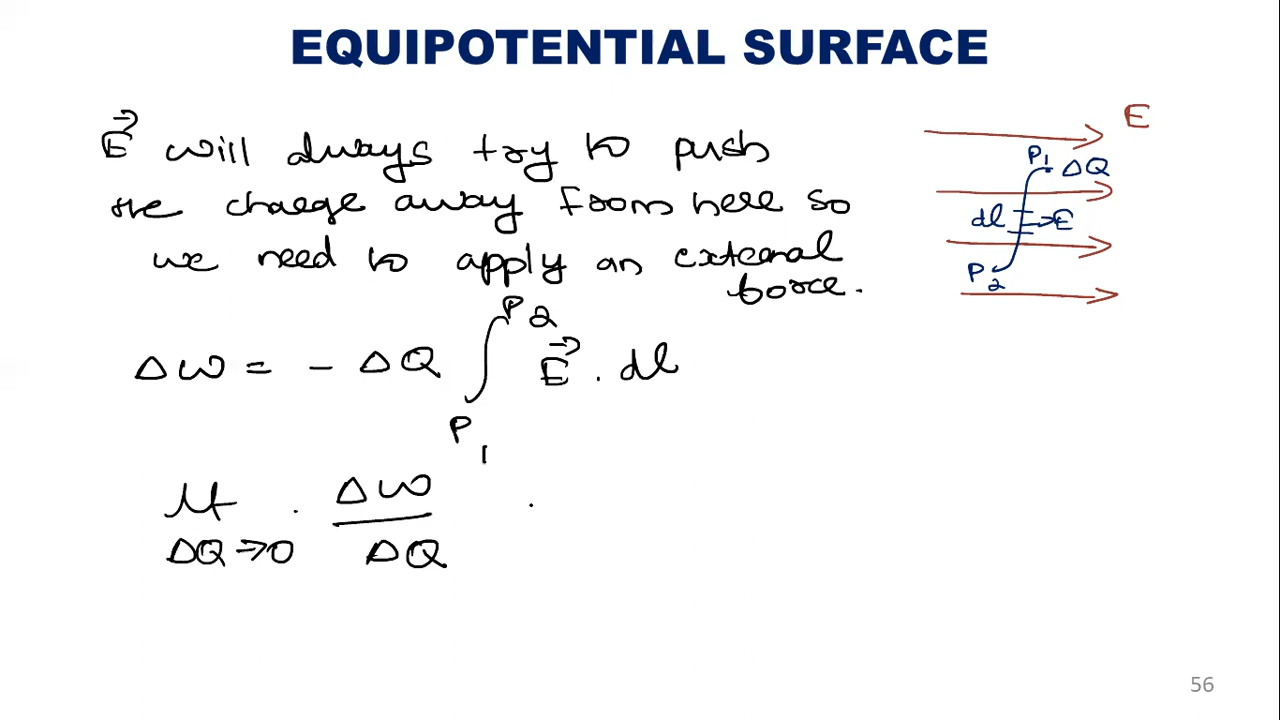 EQUIPOTENTIAL SURFACE
E⃗ will always try to push
the charge away from here so
we need to apply an external
force.
ΔW = - ΔQ ∫ E⃗ . dl
P2
P1
lt . ΔW .
ΔQ→0 ΔQ
E
P1 ΔQ
dl → E
P2
56